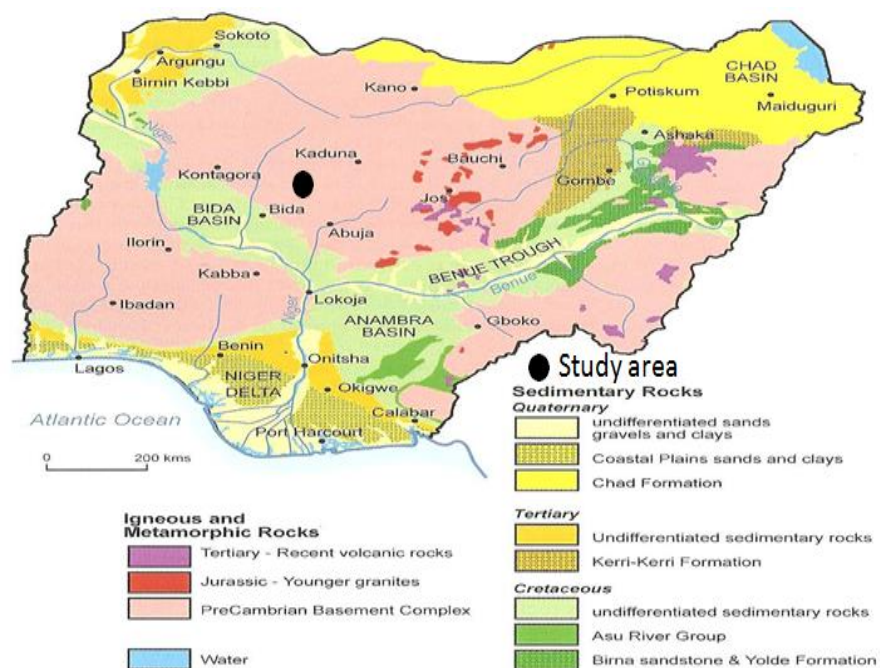 Sokoto
Argungu
Birnin Kebbi
Kano
CHAD
BASIN
Potiskum
Maiduguri
Niger
Ashaka
Kaduna
Bauchi
Kontagora
Gombe
Jos
BIDA
BASIN
Bida
Abuja
Ilorin
BENUE TROUGH
Kabba
Benue
Lokoja
Ibadan
Niger
ANAMBRA
BASIN
Gboko
Benin
Onitsha
Lagos
NIGER
DELTA
Okigwe
Calabar
Atlantic Ocean
Port Harcourt
0 200 kms
Study area
Sedimentary Rocks
Quaternary
undifferentiated sands
gravels and clays
Coastal Plains sands and clays
Chad Formation
Tertiary
Undifferentiated sedimentary rocks
Kerri-Kerri Formation
Cretaceous
undifferentiated sedimentary rocks
Asu River Group
Birna sandstone & Yolde Formation
Igneous and
Metamorphic Rocks
Tertiary - Recent volcanic rocks
Jurassic - Younger granites
PreCambrian Basement Complex
Water